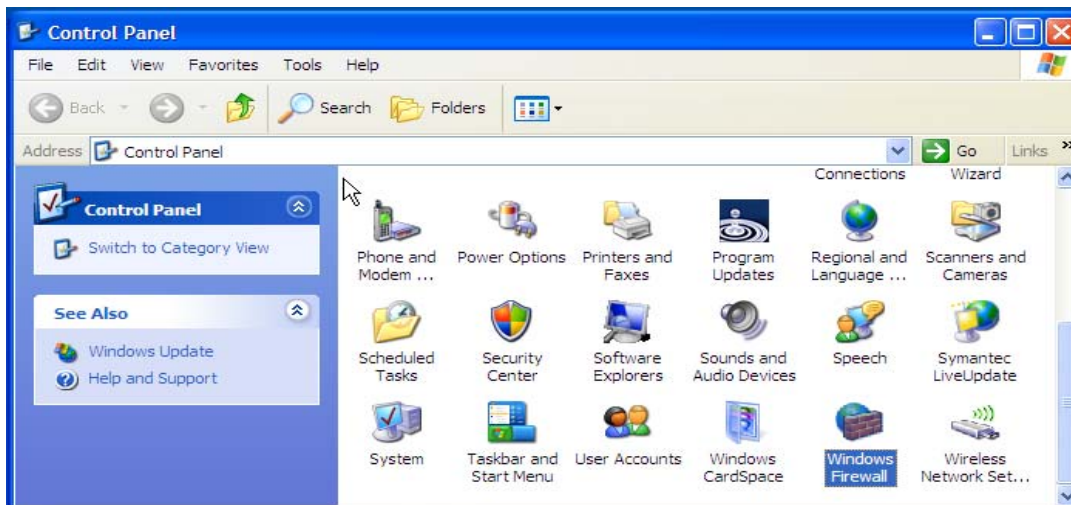 Control Panel
File Edit View Favorites Tools Help
Back Search Folders
Address Control Panel Go Links »
Connections Wizard
Control Panel
Switch to Category View
See Also
Windows Update
Help and Support
Phone and Power Options Printers and Program Regional and Scanners and
Modem ... Faxes Updates Language ... Cameras
Scheduled Security Software Sounds and Speech Symantec
Tasks Center Explorers Audio Devices LiveUpdate
System Taskbar and User Accounts Windows Windows Wireless
Start Menu CardSpace Firewall Network Set...